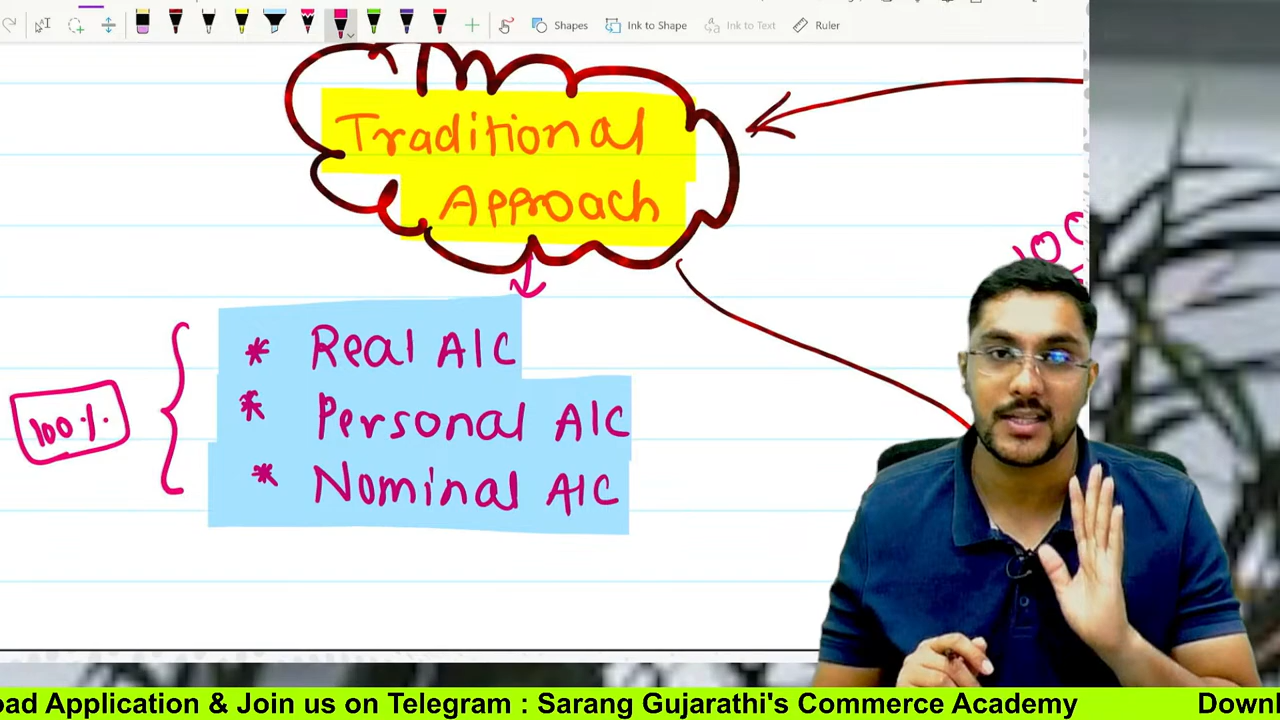 Shapes Ink to Shape Ink to Text Ruler
Traditional
Approach
* Real A/C
* Personal A/C
* Nominal A/C
100%
oad Application & Join us on Telegram : Sarang Gujarathi's Commerce Academy Downl